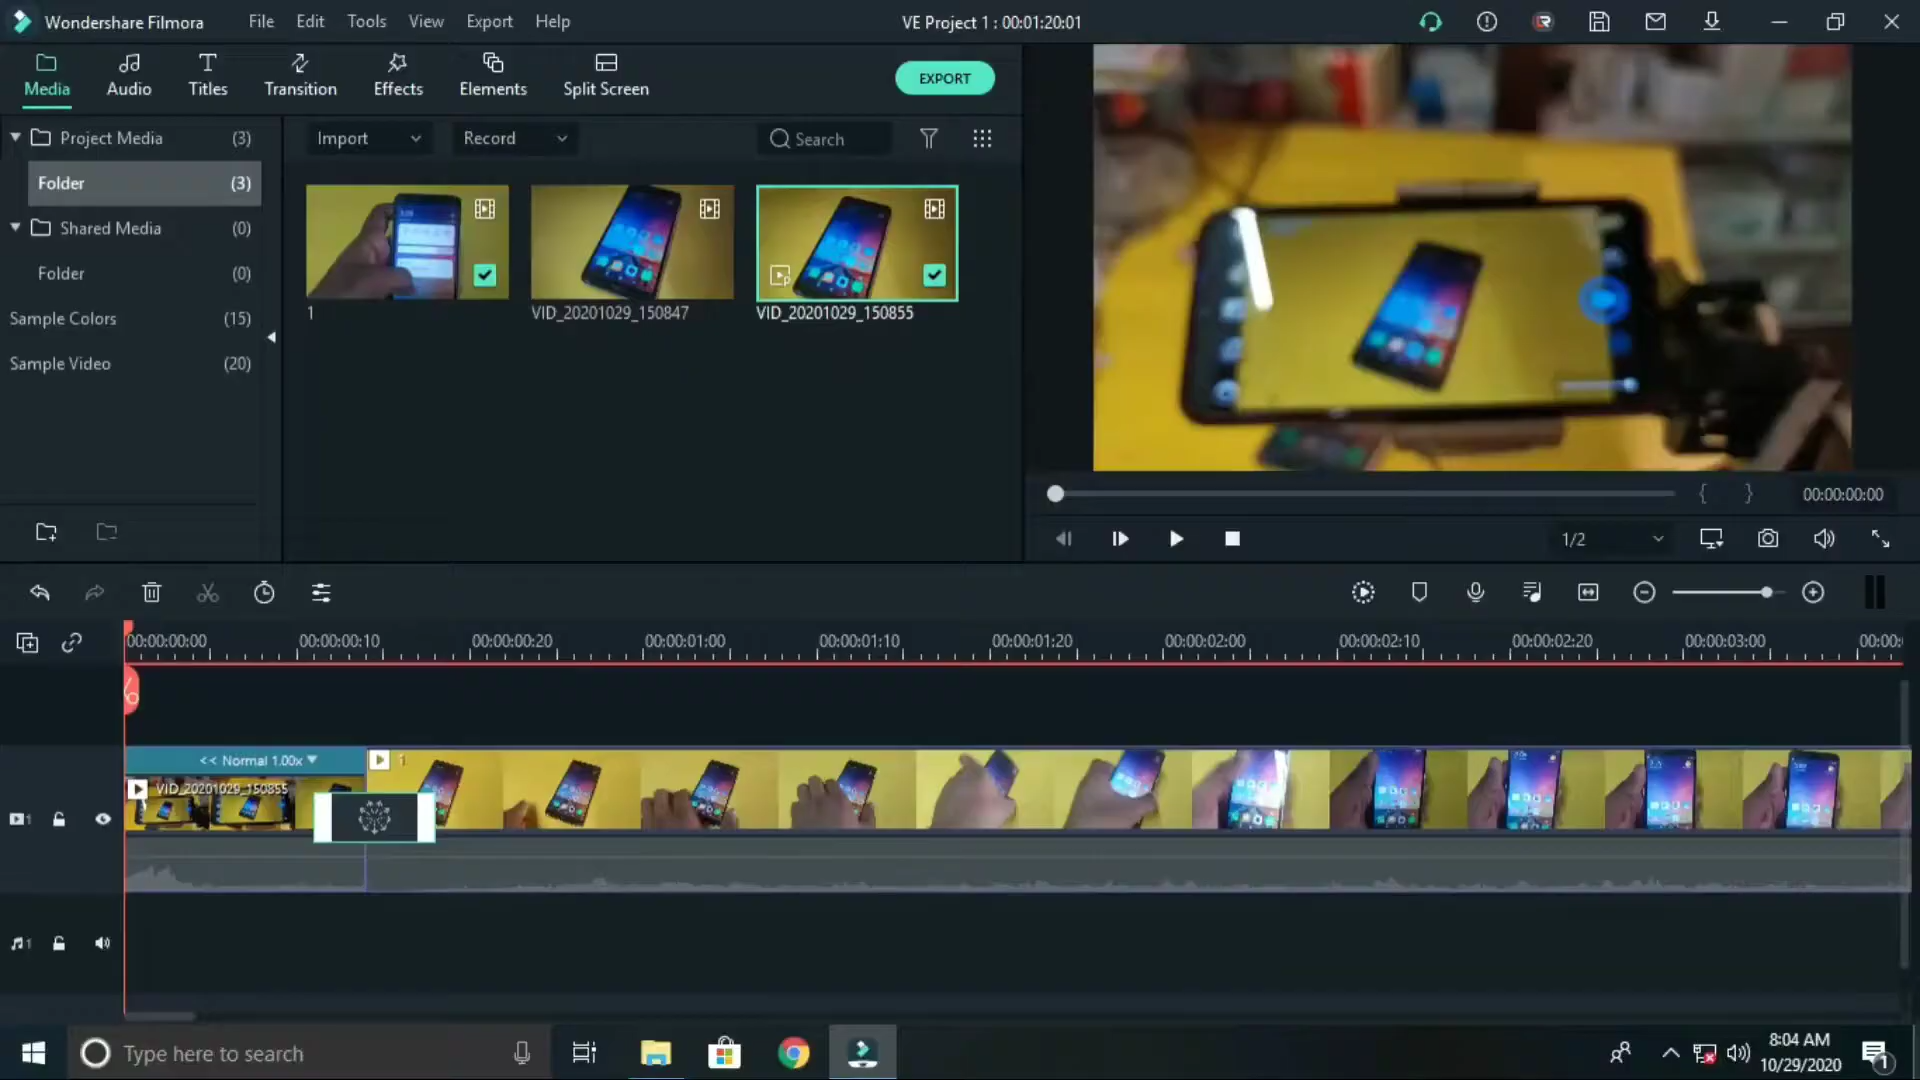 Wondershare Filmora
File
Edit
Tools
View
Export
Help
VE Project 1 : 00:01:20:01
Media
Audio
Titles
Transition
Effects
Elements
Split Screen
EXPORT
Project Media (3)
Folder (3)
Shared Media (0)
Folder (0)
Sample Colors (15)
Sample Video (20)
Import
Record
Search
1
VID_20201029_150847
VID_20201029_150855
{ }
00:00:00:00
1/2
00:00:00:00
00:00:00:10
00:00:00:20
00:00:01:00
00:00:01:10
00:00:01:20
00:00:02:00
00:00:02:10
00:00:02:20
00:00:03:00
00:00:
<< Normal 1.00x
1
VID_20201029_150855
1
1
Type here to search
8:04 AM
10/29/2020
1